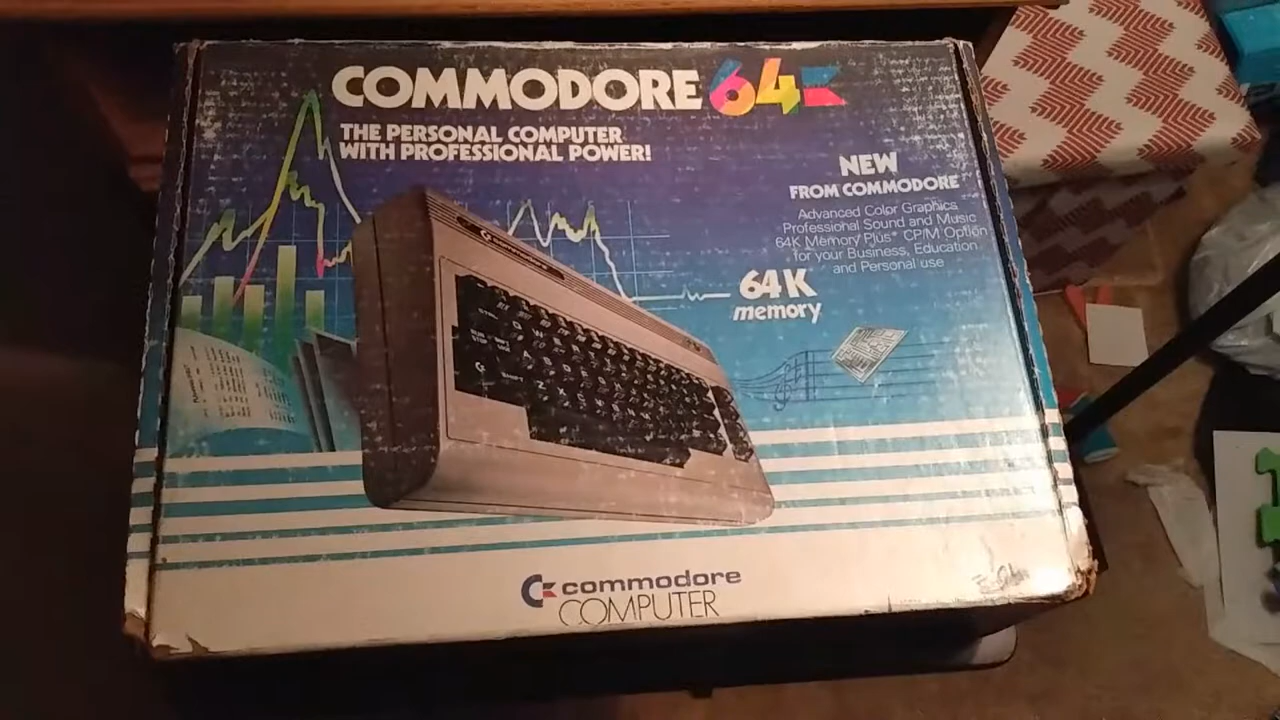 COMMODORE 64
THE PERSONAL COMPUTER
WITH PROFESSIONAL POWER!
NEW
FROM COMMODORE
Advanced Color Graphics
Professional Sound and Music
64K Memory Plus* CP/M Option
for your Business, Education
and Personal use
64K
memory
commodore
commodore
COMPUTER